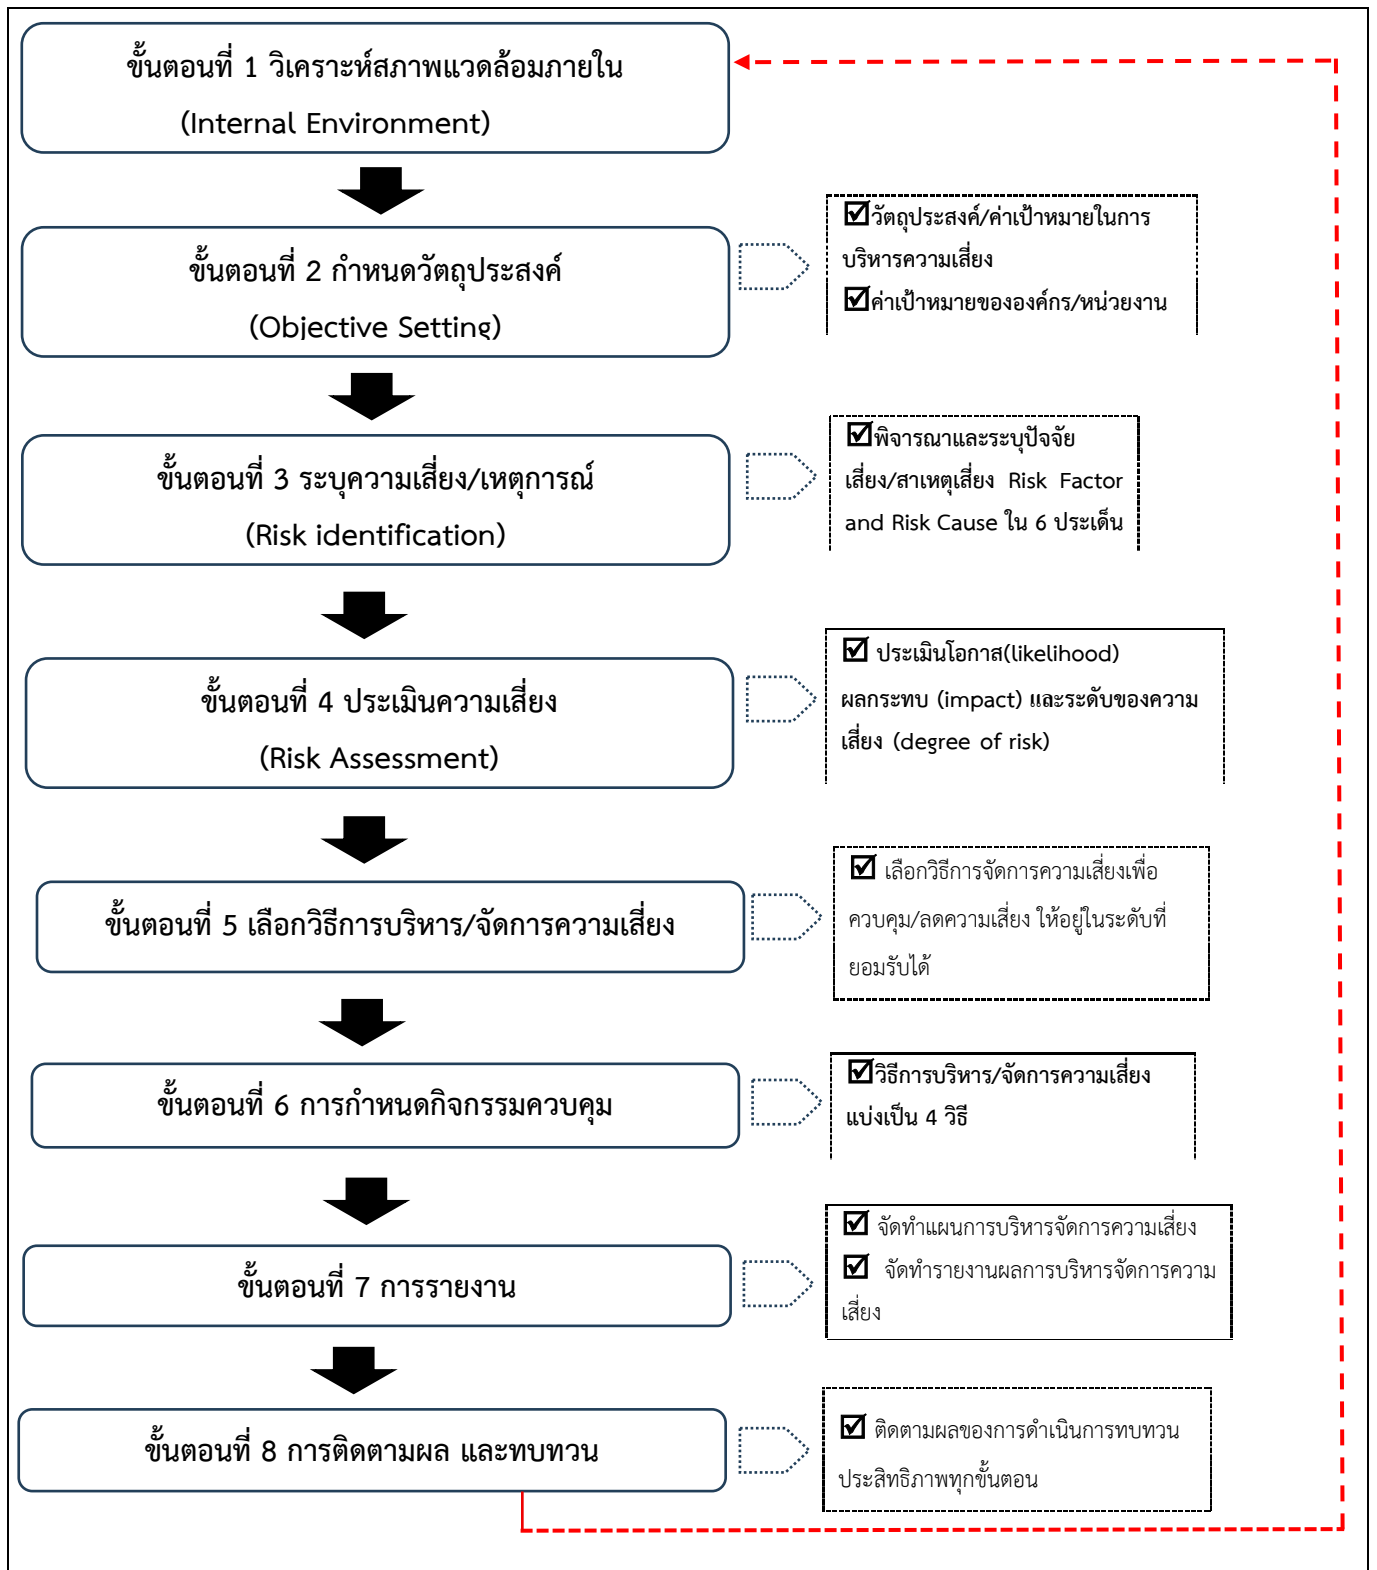 ขั้นตอนที่ 1 วิเคราะห์สภาพแวดล้อมภายใน
(Internal Environment)
ขั้นตอนที่ 2 กำหนดวัตถุประสงค์
(Objective Setting)
☑วัตถุประสงค์/ค่าเป้าหมายในการ
บริหารความเสี่ยง
☑ค่าเป้าหมายขององค์กร/หน่วยงาน
ขั้นตอนที่ 3 ระบุความเสี่ยง/เหตุการณ์
(Risk identification)
☑พิจารณาและระบุปัจจัย
เสี่ยง/สาเหตุเสี่ยง Risk Factor
and Risk Cause ใน 6 ประเด็น
ขั้นตอนที่ 4 ประเมินความเสี่ยง
(Risk Assessment)
☑ ประเมินโอกาส(likelihood)
ผลกระทบ (impact) และระดับของความ
เสี่ยง (degree of risk)
ขั้นตอนที่ 5 เลือกวิธีการบริหาร/จัดการความเสี่ยง
☑ เลือกวิธีการจัดการความเสี่ยงเพื่อ
ควบคุม/ลดความเสี่ยง ให้อยู่ในระดับที่
ยอมรับได้
ขั้นตอนที่ 6 การกำหนดกิจกรรมควบคุม
☑วิธีการบริหาร/จัดการความเสี่ยง
แบ่งเป็น 4 วิธี
ขั้นตอนที่ 7 การรายงาน
☑ จัดทำแผนการบริหารจัดการความเสี่ยง
☑ จัดทำรายงานผลการบริหารจัดการความ
เสี่ยง
ขั้นตอนที่ 8 การติดตามผล และทบทวน
☑ ติดตามผลของการดำเนินการทบทวน
ประสิทธิภาพทุกขั้นตอน